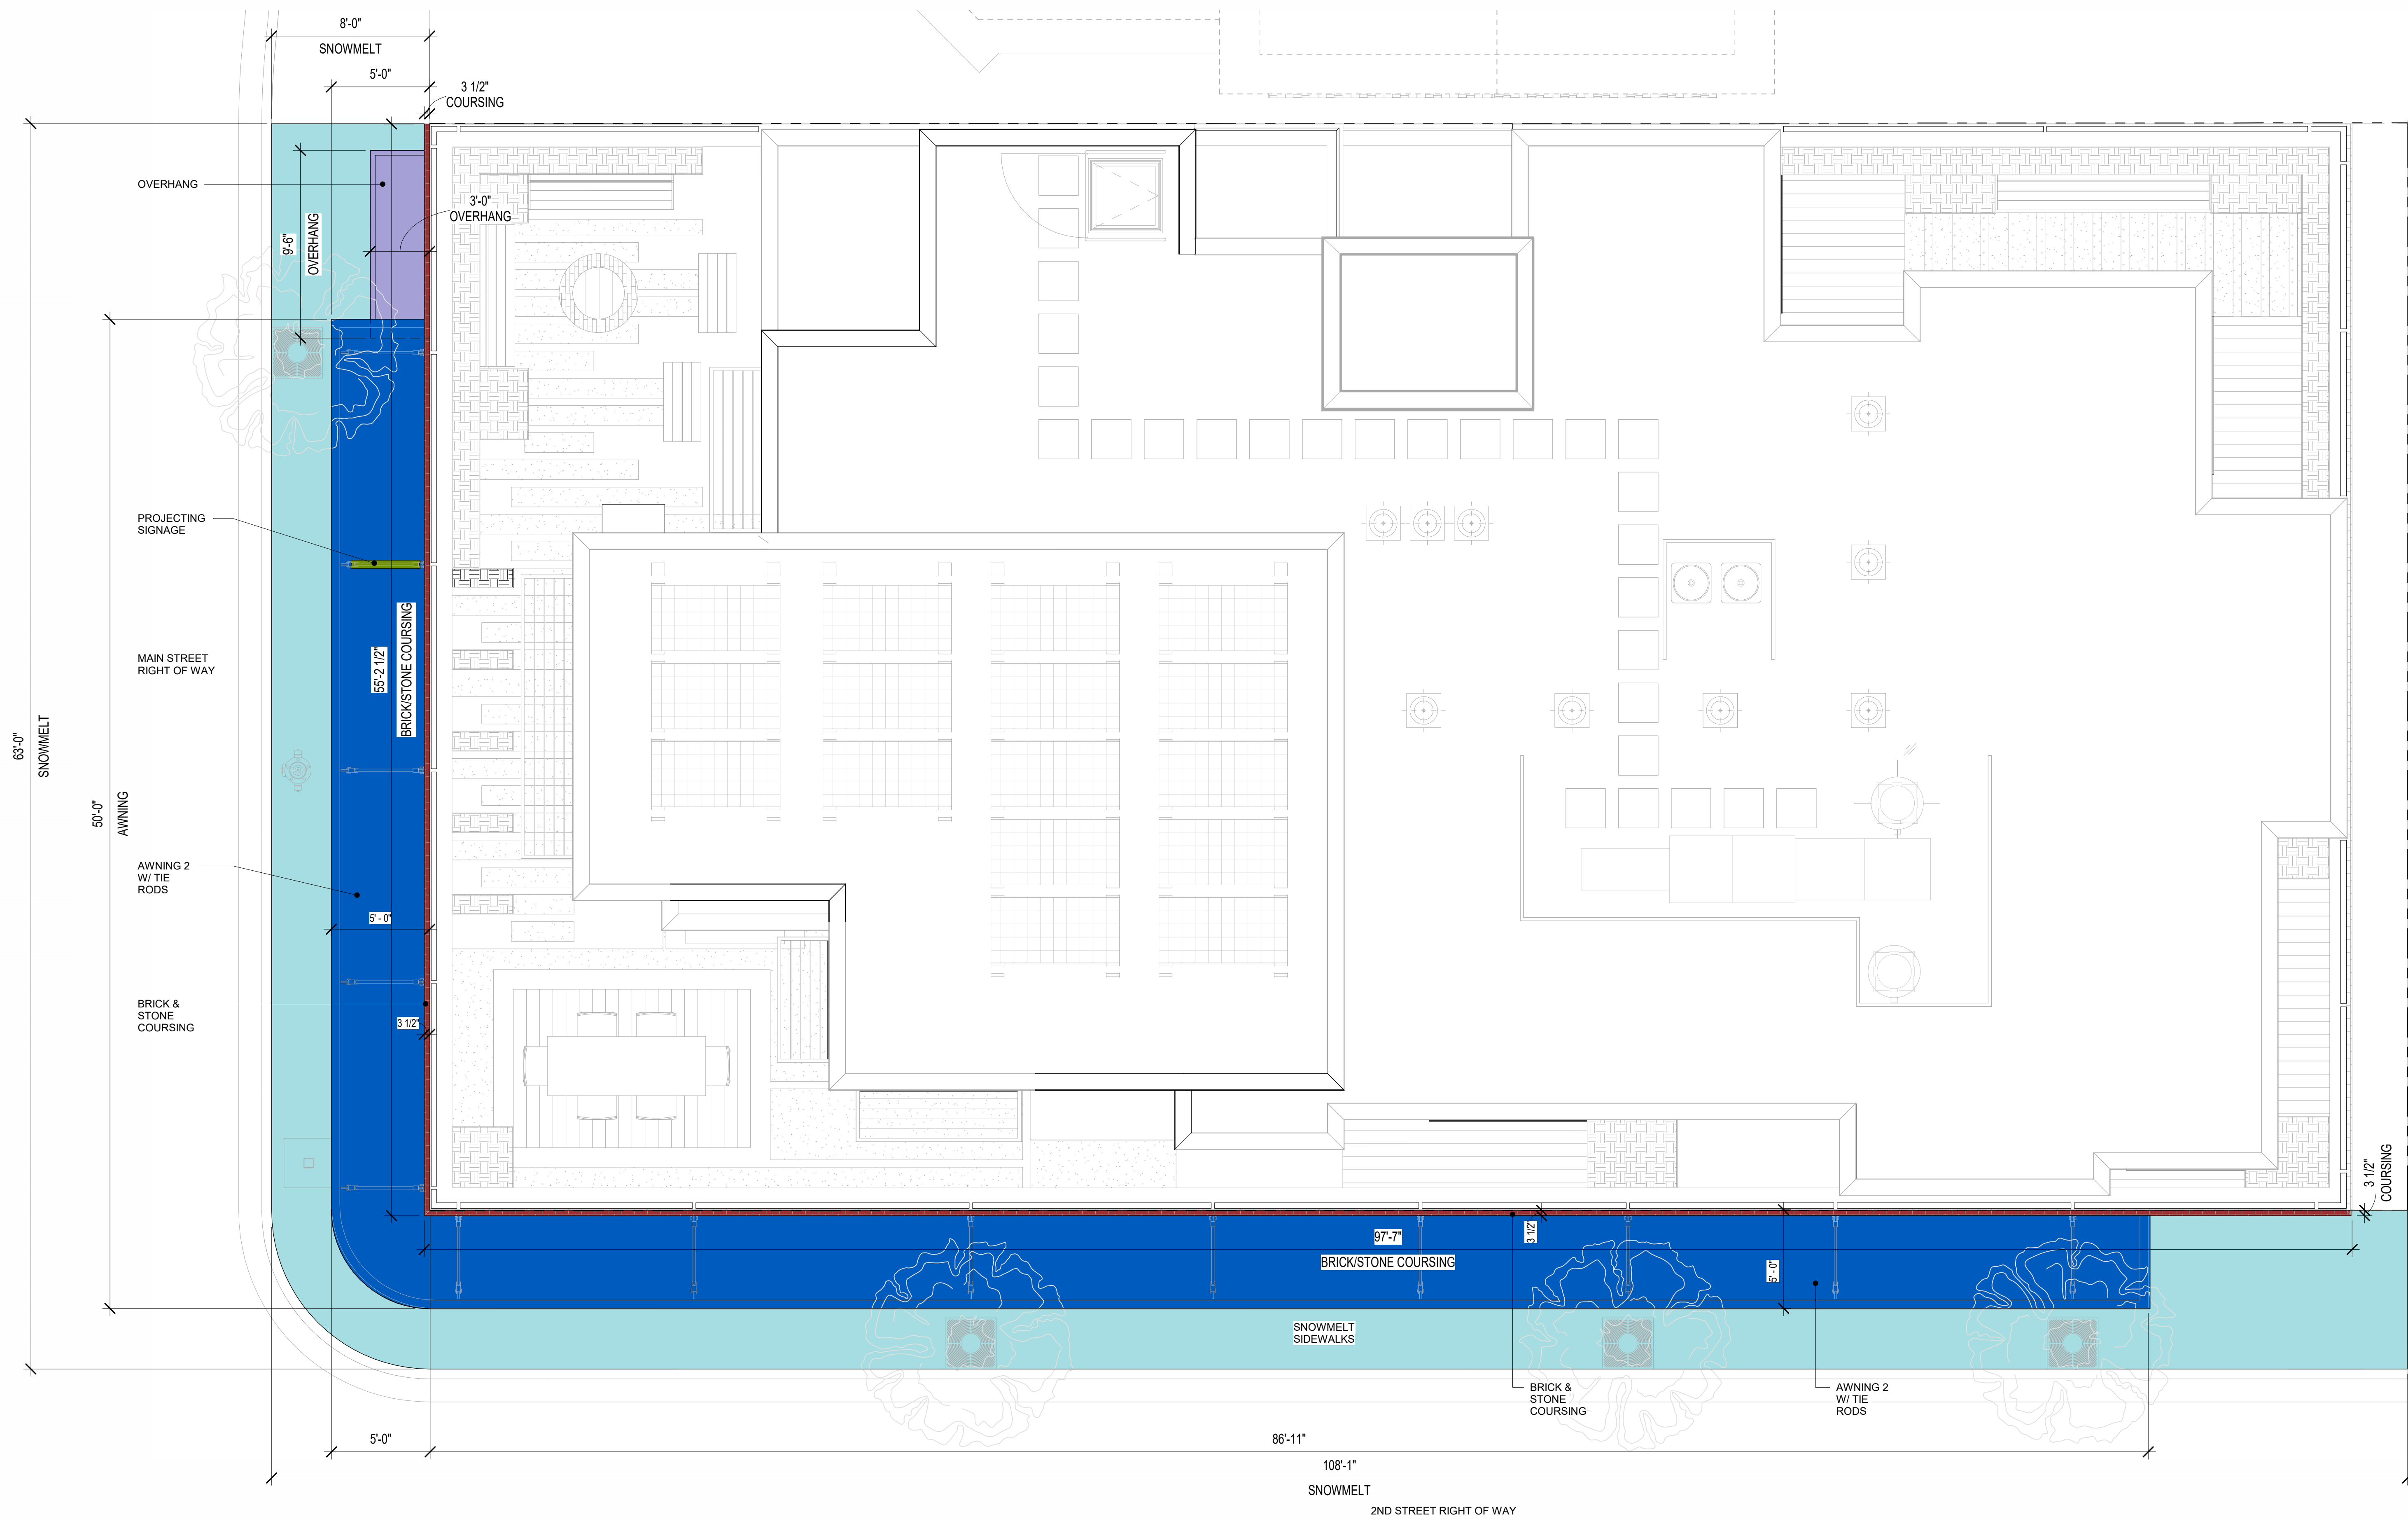 8'-0"
SNOWMELT
5'-0"
3 1/2"
COURSING
OVERHANG
9'-6"
OVERHANG
3'-0"
OVERHANG
PROJECTING
SIGNAGE
MAIN STREET
RIGHT OF WAY
55'-2 1/2"
BRICK/STONE COURSING
63'-0"
SNOWMELT
50'-0"
AWNING
AWNING 2
W/ TIE
RODS
5' - 0"
BRICK &
STONE
COURSING
3 1/2"
3 1/2"
COURSING
97'-7"
BRICK/STONE COURSING
3 1/2"
5' - 0"
SNOWMELT
SIDEWALKS
BRICK &
STONE
COURSING
AWNING 2
W/ TIE
RODS
5'-0"
86'-11"
108'-1"
SNOWMELT
2ND STREET RIGHT OF WAY